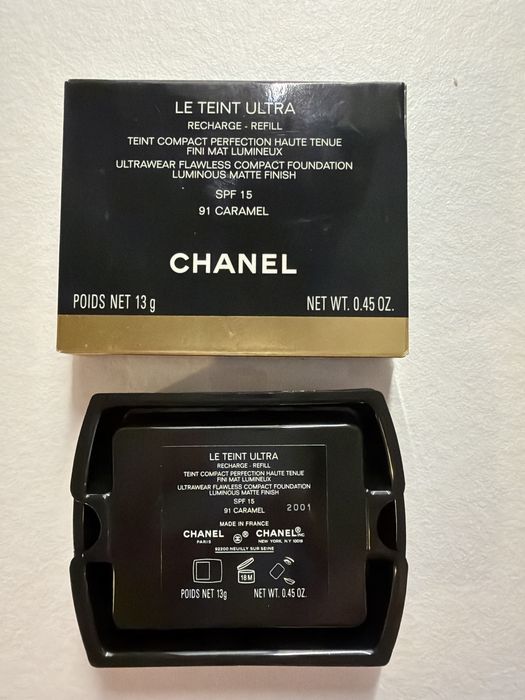 LE TEINT ULTRA
RECHARGE - REFILL
TEINT COMPACT PERFECTION HAUTE TENUE
FINI MAT LUMINEUX
ULTRAWEAR FLAWLESS COMPACT FOUNDATION
LUMINOUS MATTE FINISH
SPF 15
91 CARAMEL
CHANEL
POIDS NET 13 g NET WT. 0.45 OZ.
LE TEINT ULTRA
RECHARGE - REFILL
TEINT COMPACT PERFECTION HAUTE TENUE
FINI MAT LUMINEUX
ULTRAWEAR FLAWLESS COMPACT FOUNDATION
LUMINOUS MATTE FINISH
SPF 15
91 CARAMEL 2001
MADE IN FRANCE
CHANEL ® CHANEL® INC
PARIS NEW YORK, N.Y. 10019
92200 NEUILLY SUR SEINE
18 M
POIDS NET 13g NET WT. 0.45 OZ.